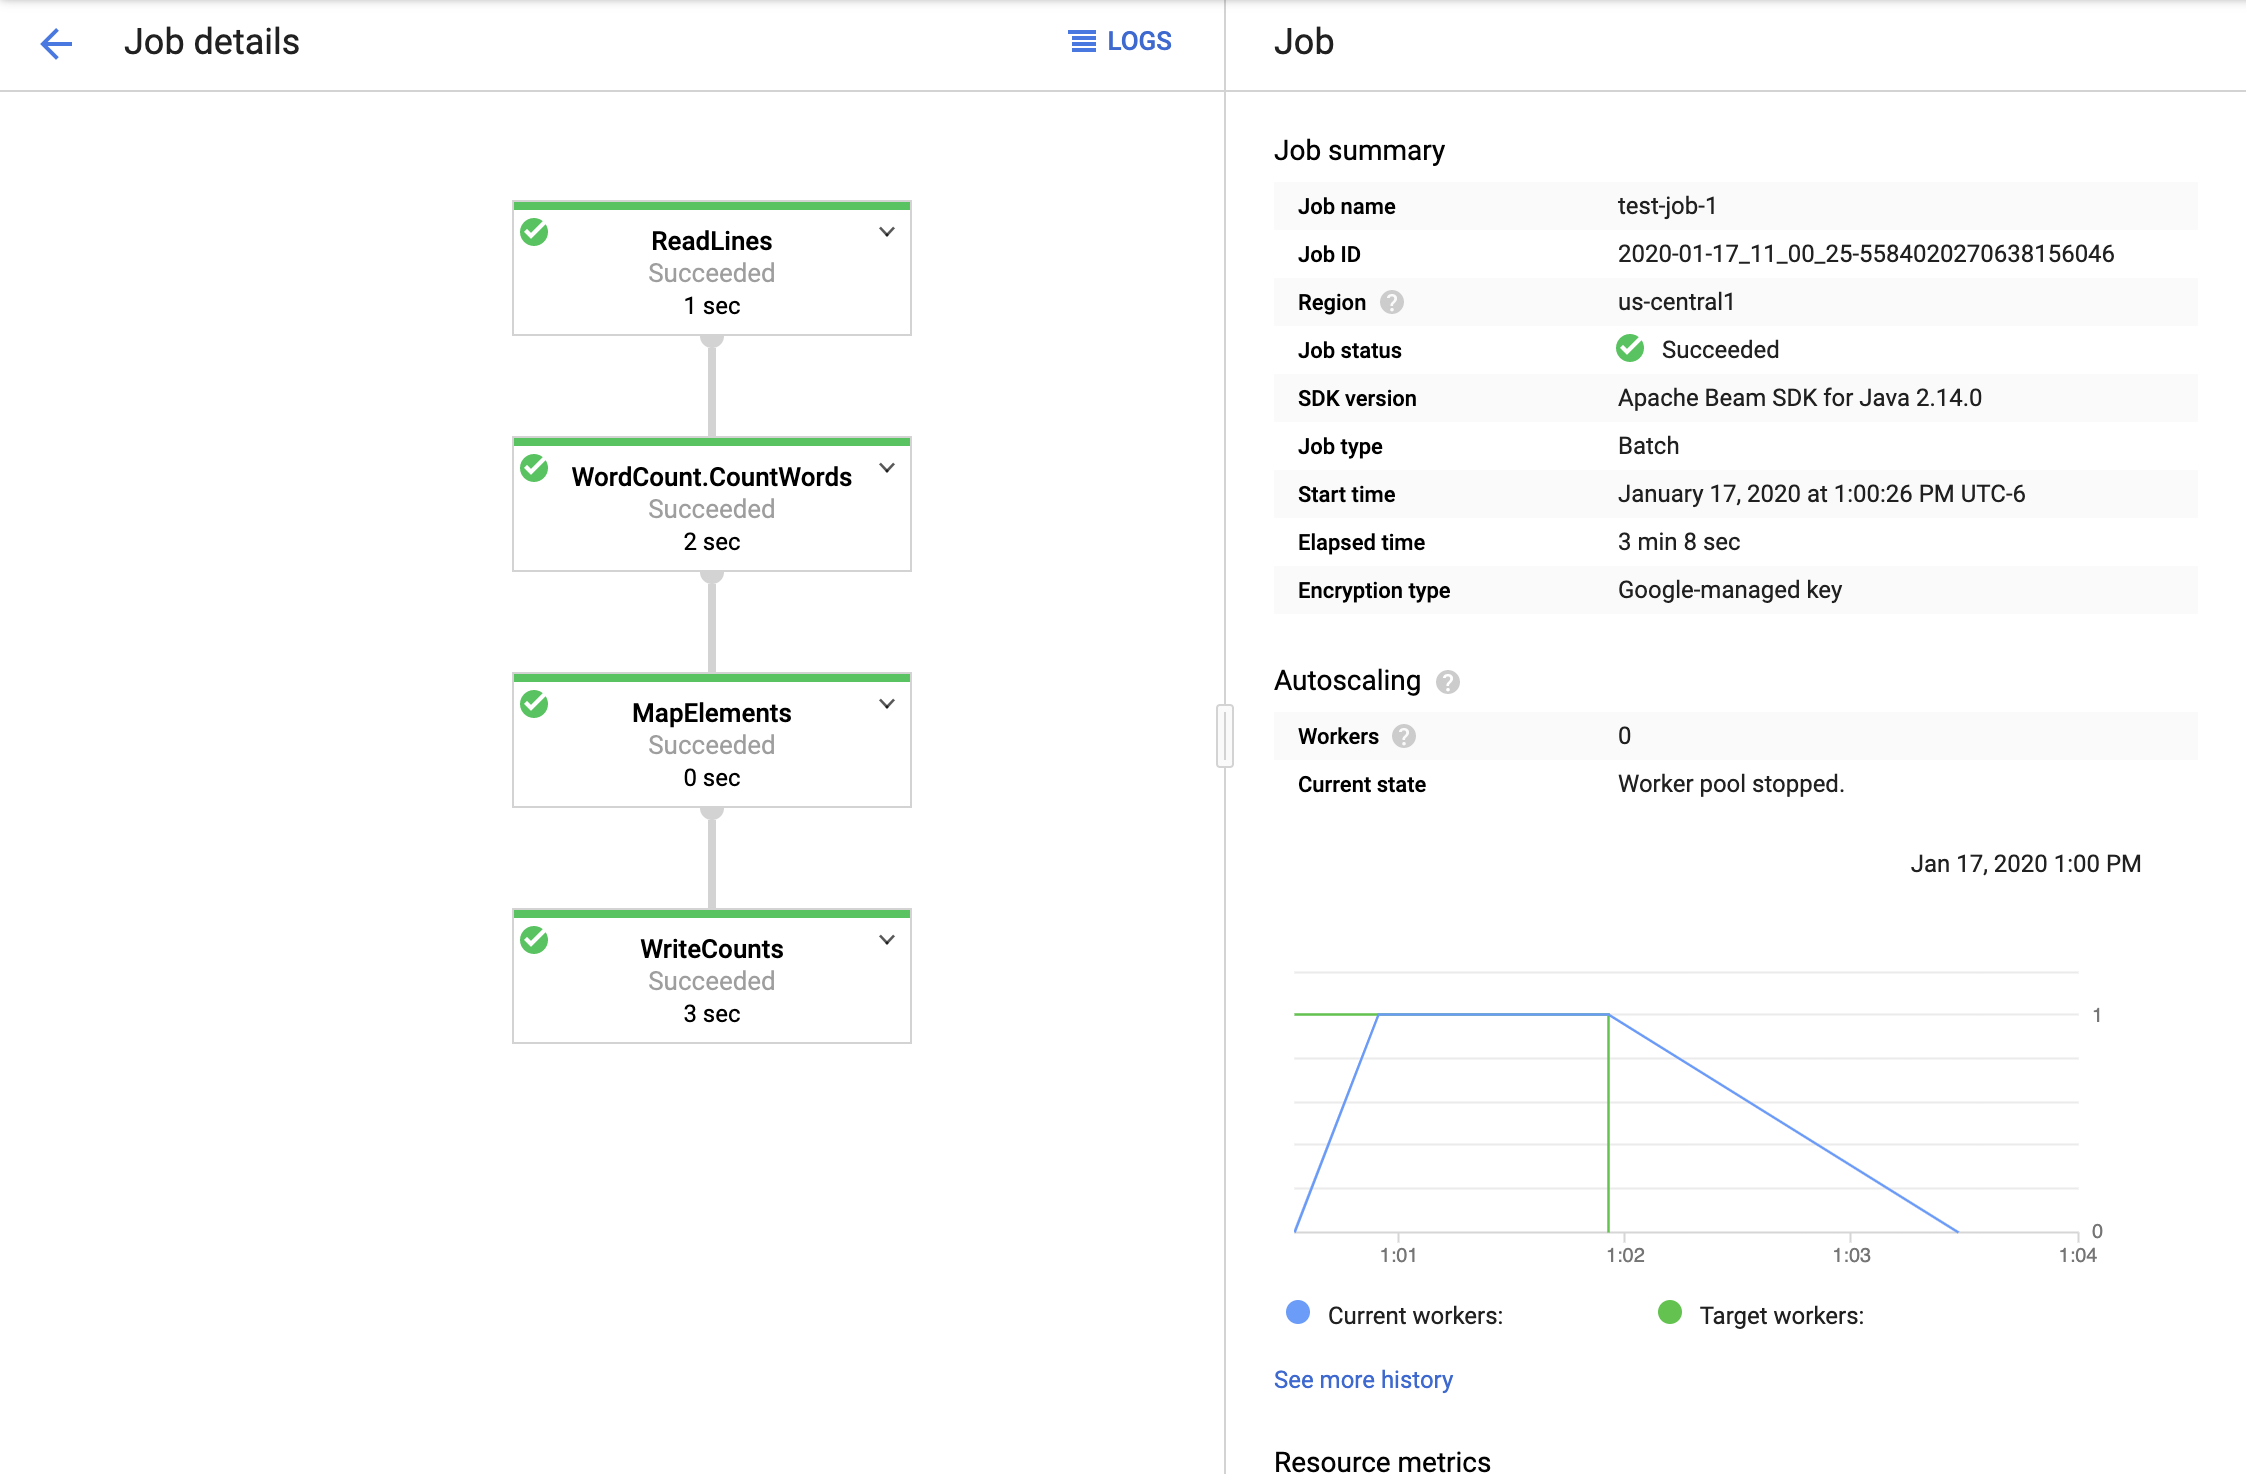 Job details
LOGS
ReadLines
Succeeded
1 sec
WordCount.CountWords
Succeeded
2 sec
MapElements
Succeeded
0 sec
WriteCounts
Succeeded
3 sec
Job
Job summary
Job name test-job-1
Job ID 2020-01-17_11_00_25-5584020270638156046
Region ? us-central1
Job status Succeeded
SDK version Apache Beam SDK for Java 2.14.0
Job type Batch
Start time January 17, 2020 at 1:00:26 PM UTC-6
Elapsed time 3 min 8 sec
Encryption type Google-managed key
Autoscaling ?
Workers ? 0
Current state Worker pool stopped.
Jan 17, 2020 1:00 PM
1
0
1:01 1:02 1:03 1:04
Current workers: Target workers:
See more history
Resource metrics